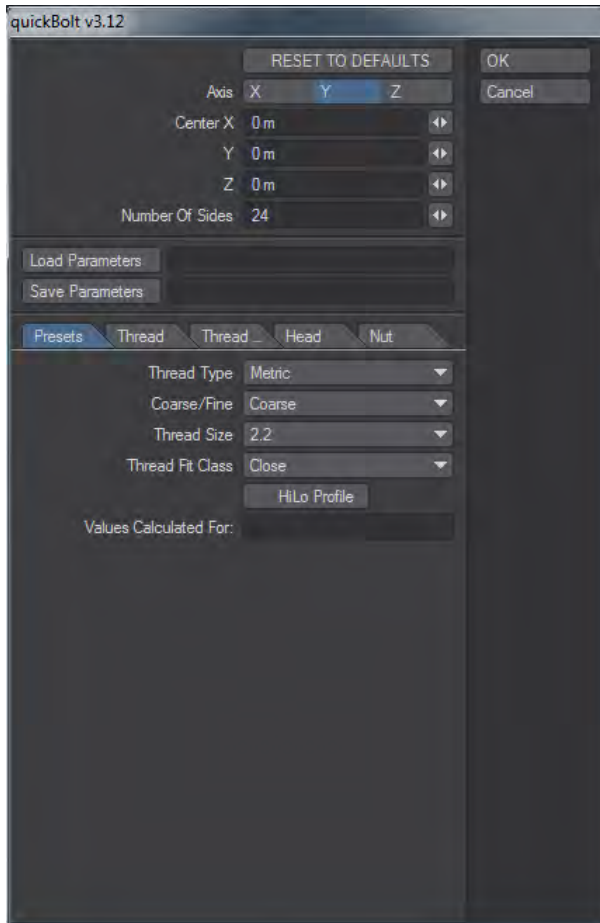 quickBolt v3.12
RESET TO DEFAULTS OK
Axis X Y Z Cancel
Center X 0 m
Y 0 m
Z 0 m
Number Of Sides 24
Load Parameters
Save Parameters
Presets Thread Thread ... Head Nut
Thread Type Metric
Coarse/Fine Coarse
Thread Size 2.2
Thread Fit Class Close
HiLo Profile
Values Calculated For: